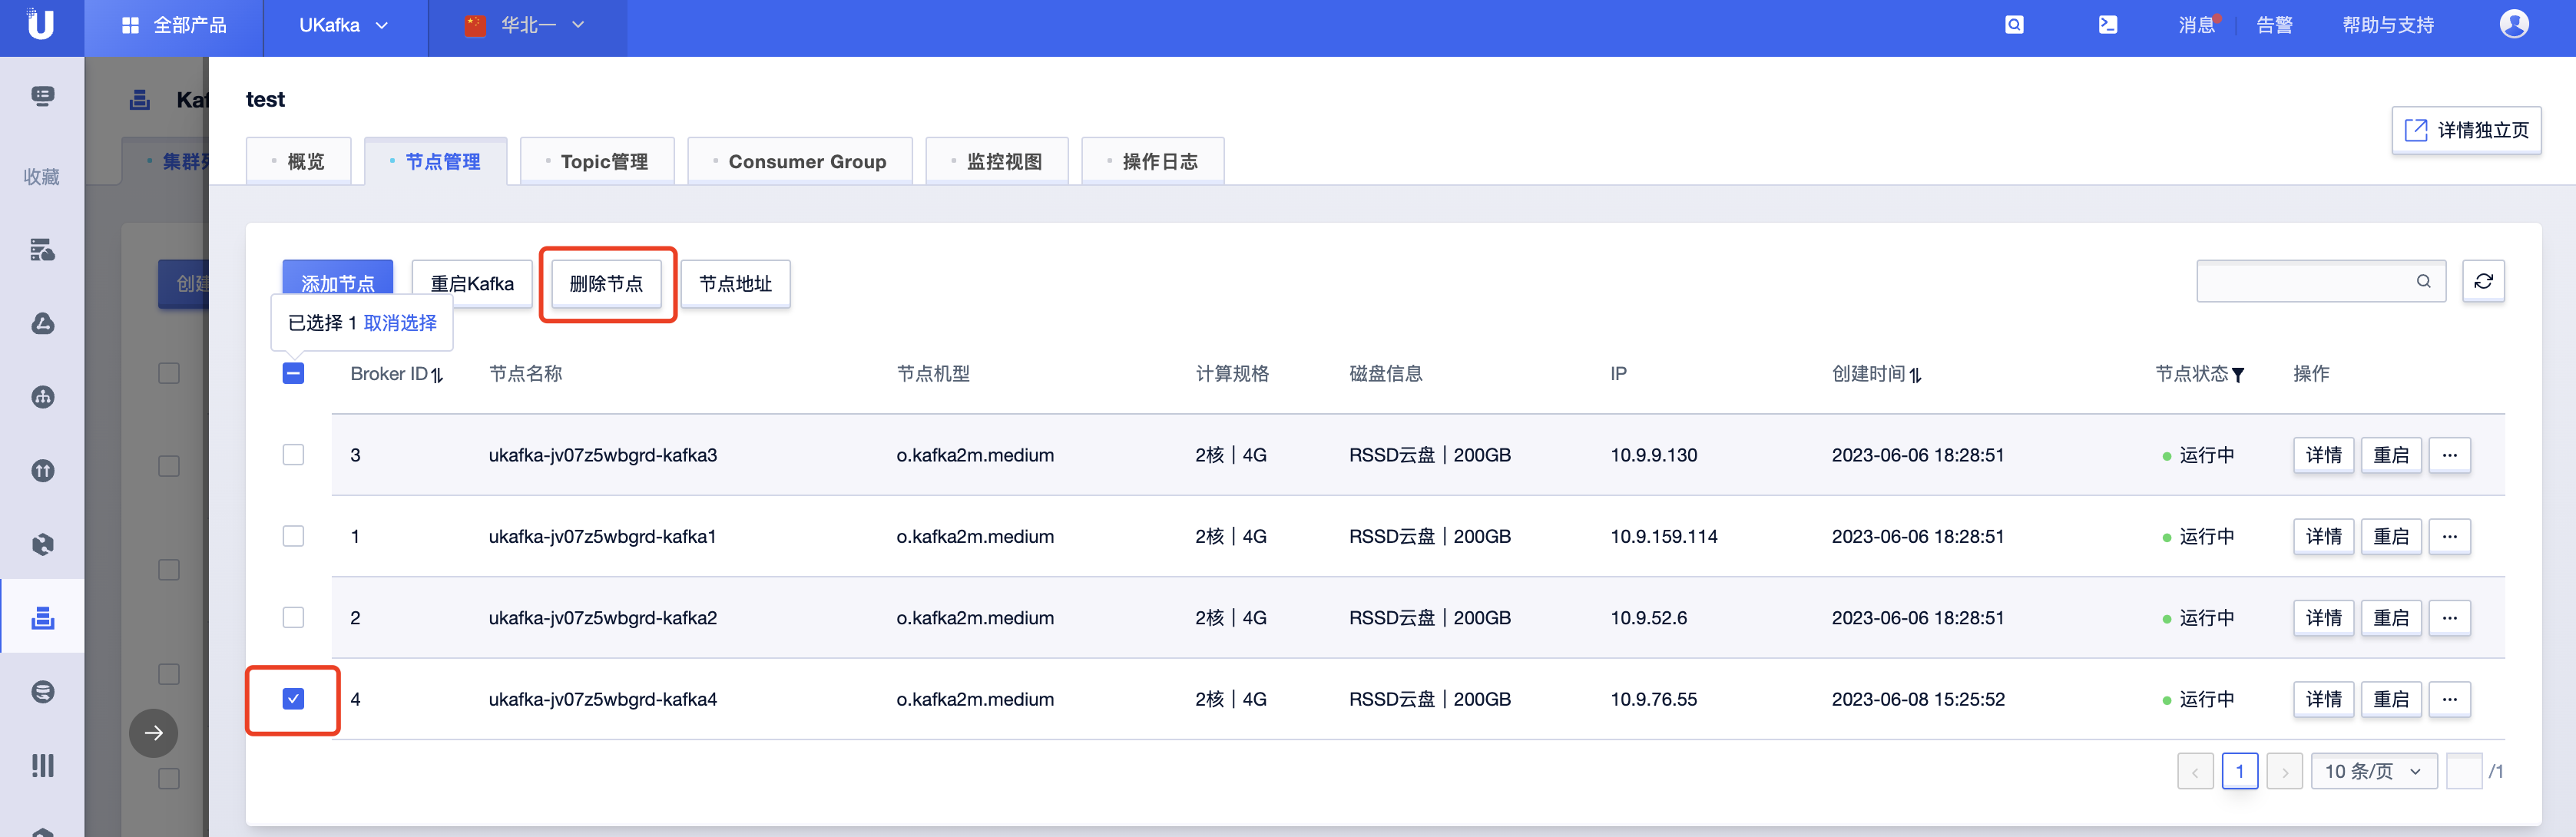 全部产品 UKafka 华北一 消息 告警 帮助与支持
收藏
Kaf
集群列
创建
test
详情独立页
概览 节点管理 Topic管理 Consumer Group 监控视图 操作日志
添加节点 重启Kafka 删除节点 节点地址
已选择 1 取消选择
Broker ID 节点名称 节点机型 计算规格 磁盘信息 IP 创建时间 节点状态 操作
3 ukafka-jv07z5wbgrd-kafka3 o.kafka2m.medium 2核 | 4G RSSD云盘 | 200GB 10.9.9.130 2023-06-06 18:28:51 运行中 详情 重启 ···
1 ukafka-jv07z5wbgrd-kafka1 o.kafka2m.medium 2核 | 4G RSSD云盘 | 200GB 10.9.159.114 2023-06-06 18:28:51 运行中 详情 重启 ···
2 ukafka-jv07z5wbgrd-kafka2 o.kafka2m.medium 2核 | 4G RSSD云盘 | 200GB 10.9.52.6 2023-06-06 18:28:51 运行中 详情 重启 ···
4 ukafka-jv07z5wbgrd-kafka4 o.kafka2m.medium 2核 | 4G RSSD云盘 | 200GB 10.9.76.55 2023-06-08 15:25:52 运行中 详情 重启 ···
1 10 条/页 /1